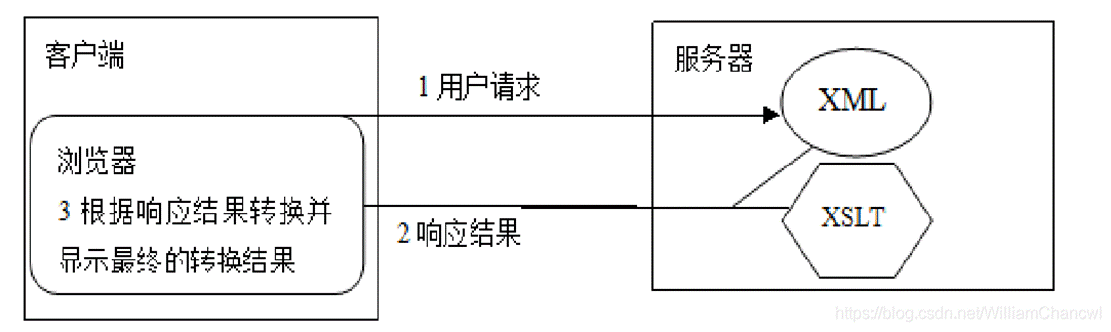 客户端
服务器
1 用户请求
XML
浏览器
3 根据响应结果转换并
显示最终的转换结果
2 响应结果
XSLT
https://blog.csdn.net/WilliamChancwl